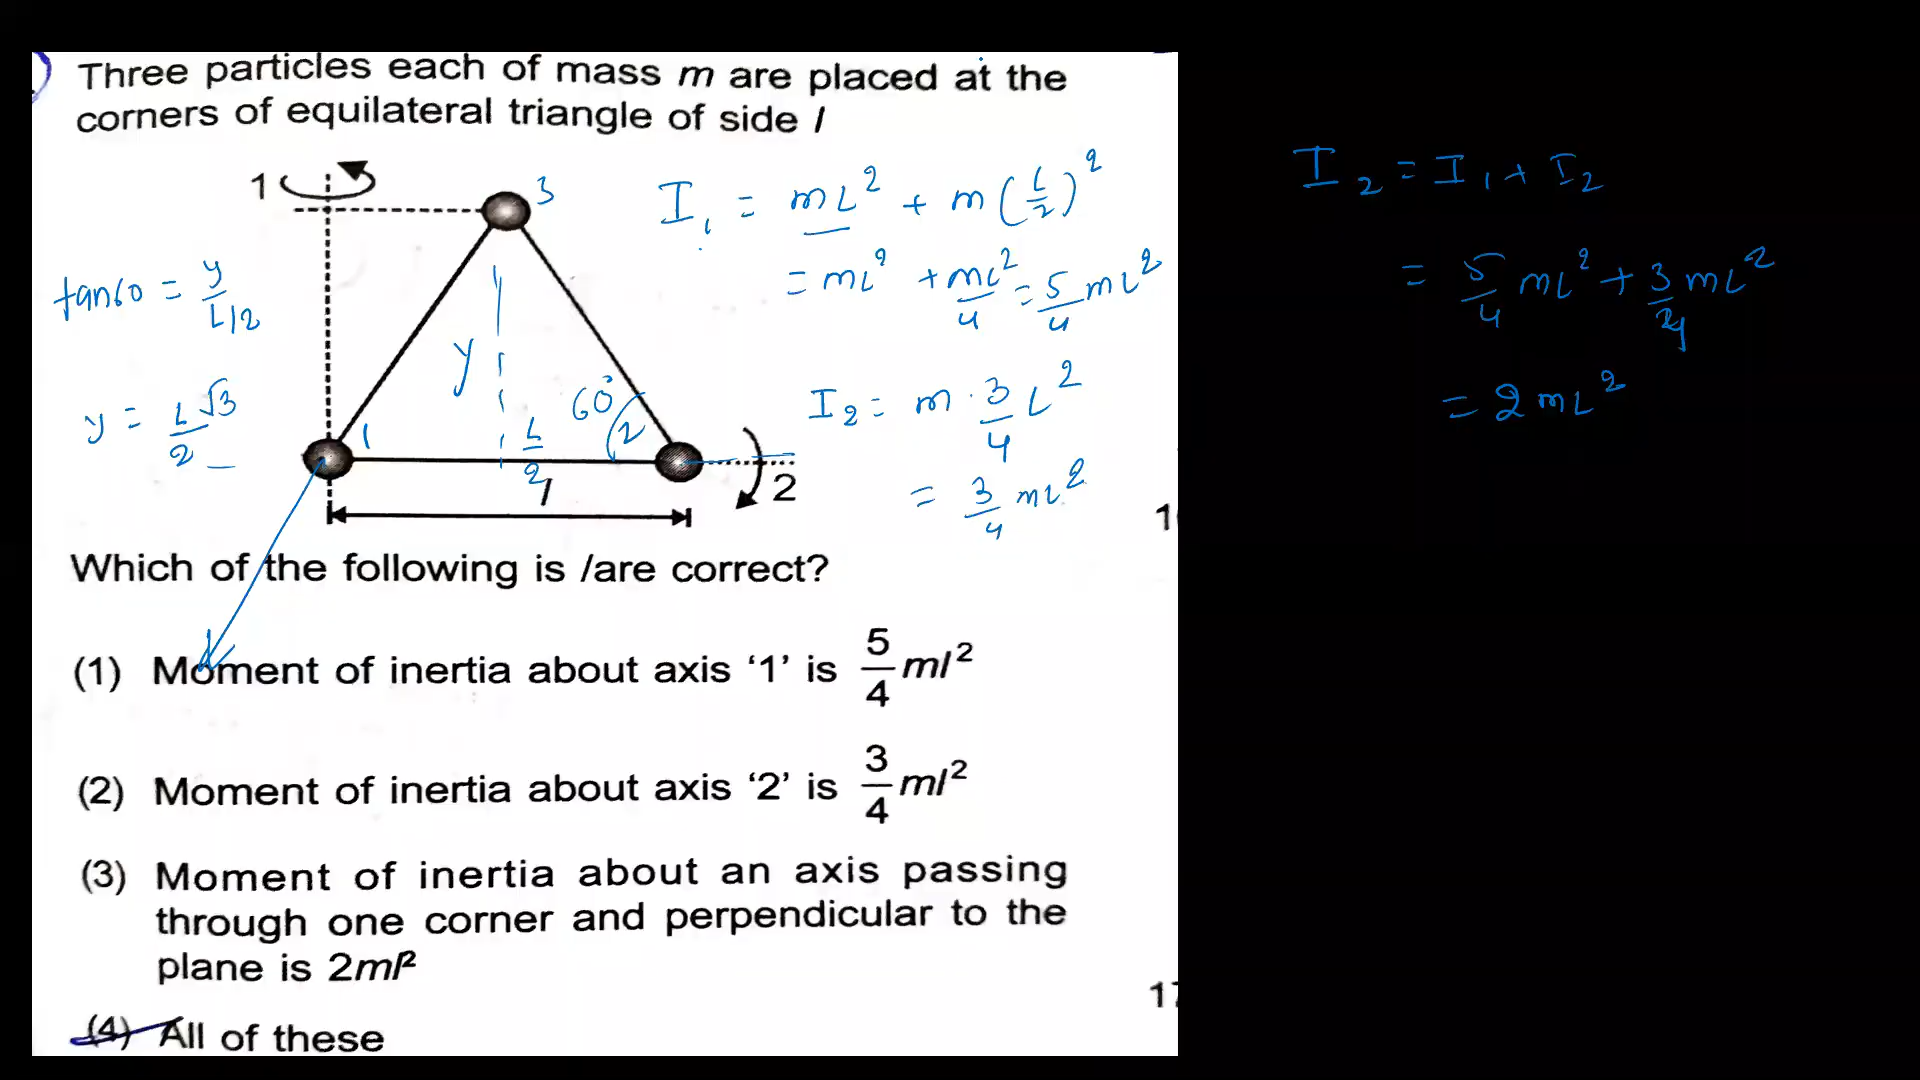 Three particles each of mass m are placed at the
corners of equilateral triangle of side l
1
3
I₁ = mL² + m(L/2)²
= mL² + mL²/4 = 5/4 mL²
tan60 = y/L/2
y
60°
y = L/2 √3
1
L/2
2
I₂ = m · 3/4 L²
= 3/4 mL²
l
2
Which of the following is /are correct?
(1) Moment of inertia about axis ‘1’ is 5/4 ml²
(2) Moment of inertia about axis ‘2’ is 3/4 ml²
(3) Moment of inertia about an axis passing
through one corner and perpendicular to the
plane is 2ml²
(4) All of these
I₂ = I₁ + I₂
= 5/4 mL² + 3/4 mL²
= 2mL²